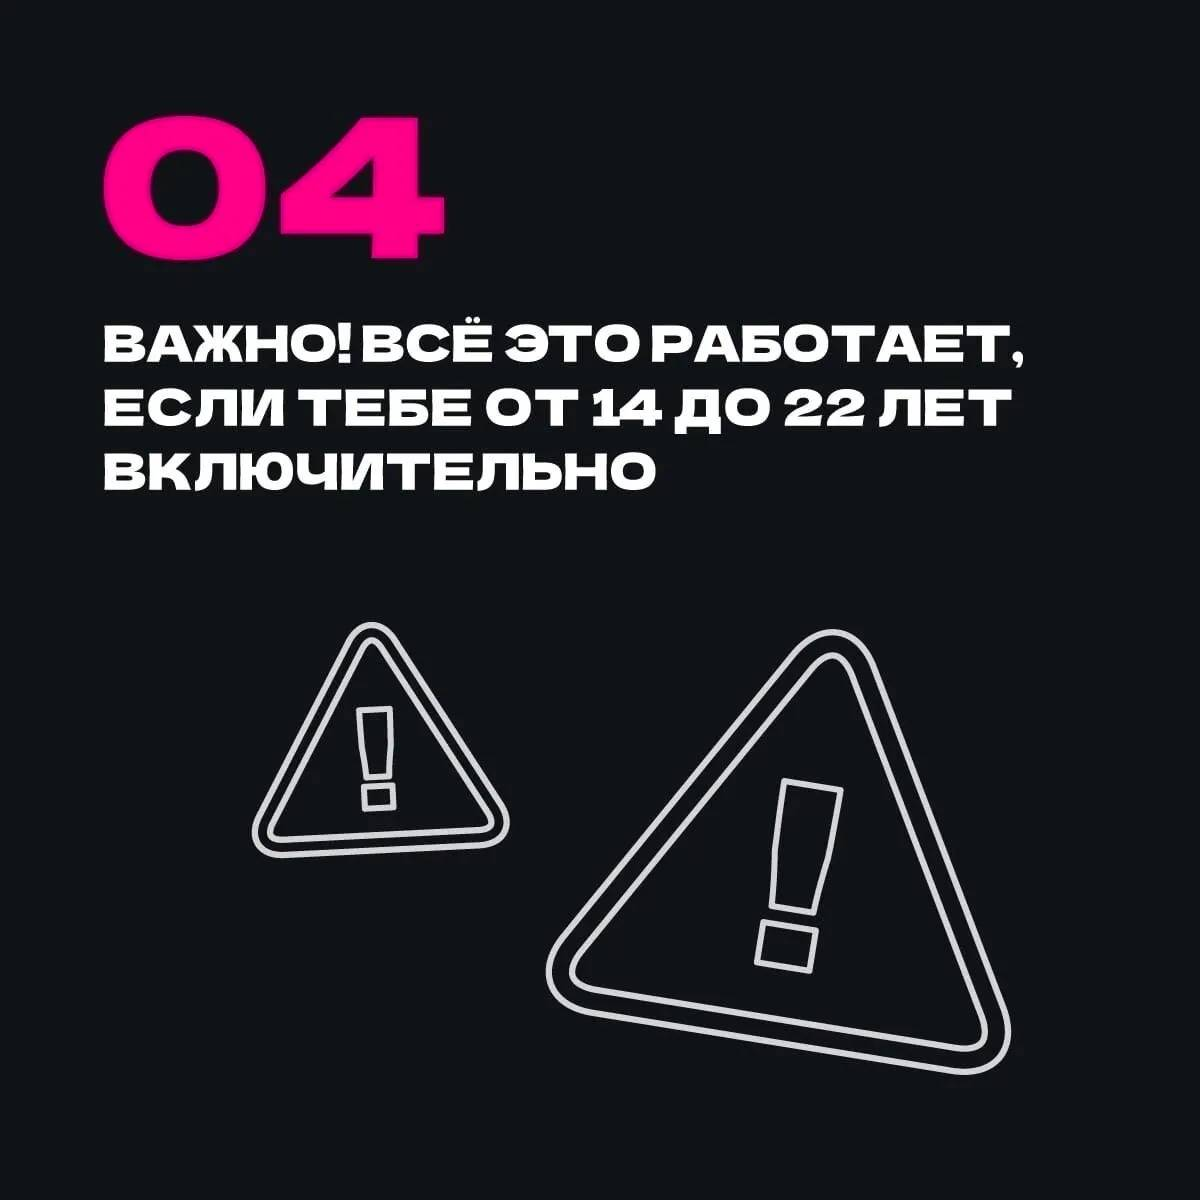 04
ВАЖНО! ВСЁ ЭТО РАБОТАЕТ,
ЕСЛИ ТЕБЕ ОТ 14 ДО 22 ЛЕТ
ВКЛЮЧИТЕЛЬНО
!
!